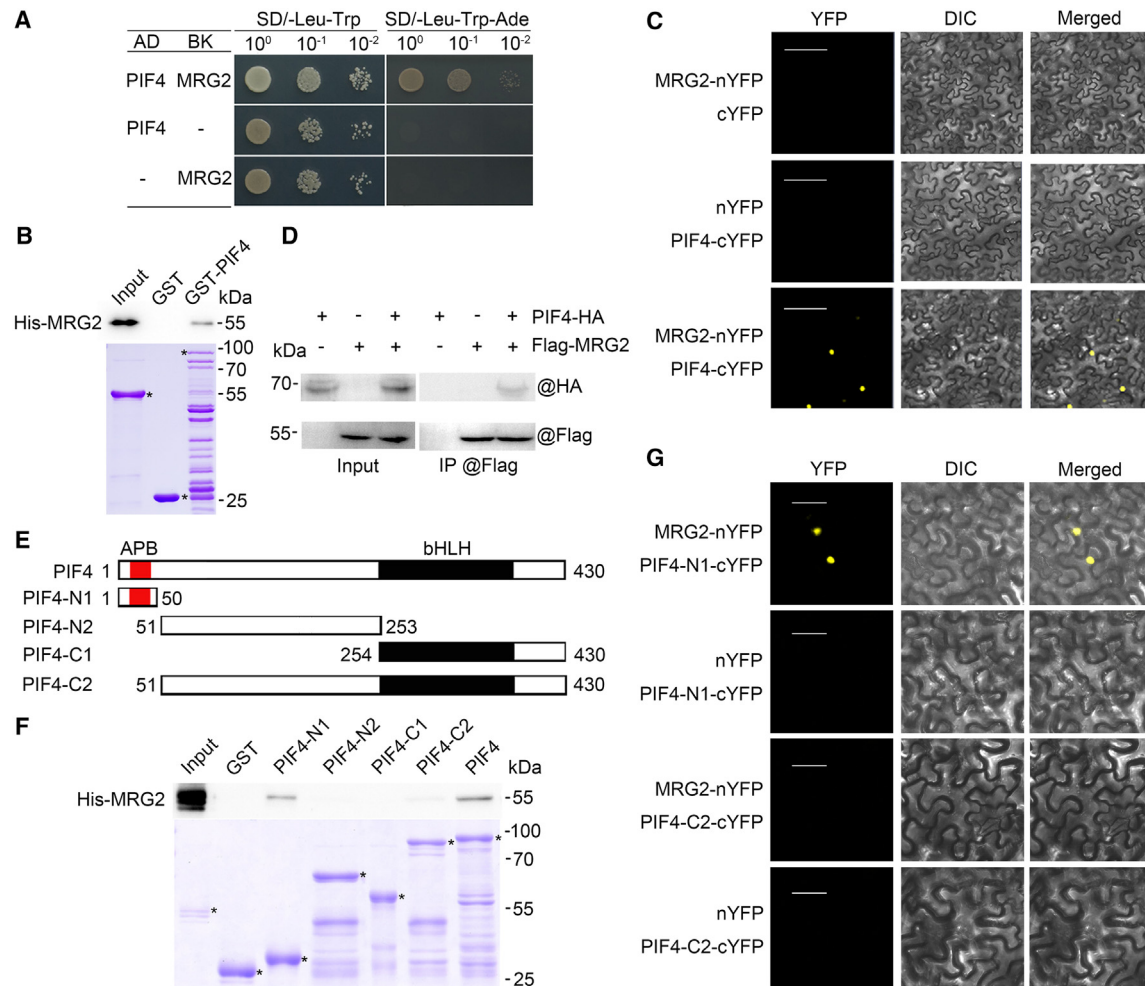 A
SD/-Leu-Trp SD/-Leu-Trp-Ade
AD BK 10⁰ 10⁻¹ 10⁻² 10⁰ 10⁻¹ 10⁻²
PIF4 MRG2
PIF4 -
- MRG2
B
Input GST GST-PIF4 kDa
His-MRG2 -55
-100
-70
* -55
*
* * -25
D
+ - + + - + PIF4-HA
kDa - + + - + + Flag-MRG2
70- @HA
55- @Flag
Input IP @Flag
E
APB bHLH
PIF4 1 430
PIF4-N1 1 50
PIF4-N2 51 253
PIF4-C1 254 430
PIF4-C2 51 430
F
Input GST PIF4-N1 PIF4-N2 PIF4-C1 PIF4-C2 PIF4 kDa
His-MRG2 -55
* * -100
-70
*
*
* -55
*
* -25
C
YFP DIC Merged
MRG2-nYFP
cYFP
nYFP
PIF4-cYFP
MRG2-nYFP
PIF4-cYFP
G
YFP DIC Merged
MRG2-nYFP
PIF4-N1-cYFP
nYFP
PIF4-N1-cYFP
MRG2-nYFP
PIF4-C2-cYFP
nYFP
PIF4-C2-cYFP